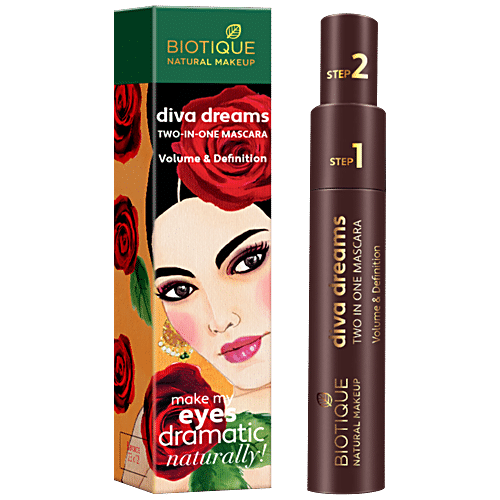 BIOTIQUE
NATURAL MAKEUP
diva dreams
TWO-IN-ONE MASCARA
Volume & Definition
make my
eyes
dramatic
naturally!
STEP 2
STEP 1
diva dreams
TWO IN ONE MASCARA
Volume & Definition
BIOTIQUE
NATURAL MAKEUP